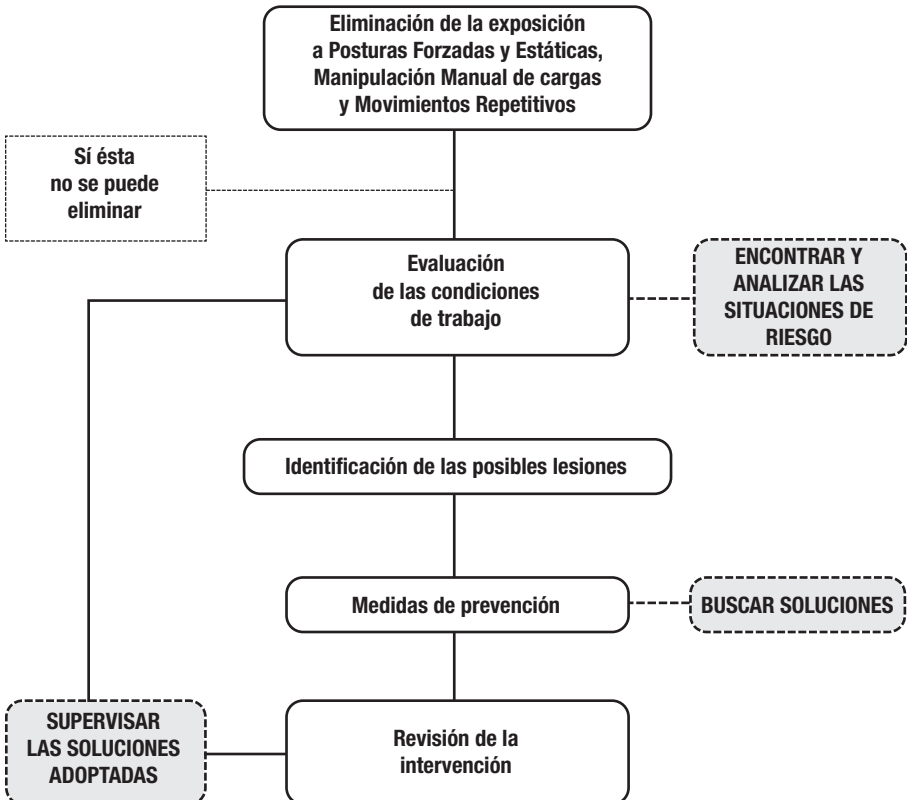 Eliminación de la exposición
a Posturas Forzadas y Estáticas,
Manipulación Manual de cargas
y Movimientos Repetitivos
Sí ésta
no se puede
eliminar
Evaluación
de las condiciones
de trabajo
ENCONTRAR Y
ANALIZAR LAS
SITUACIONES DE
RIESGO
Identificación de las posibles lesiones
Medidas de prevención
BUSCAR SOLUCIONES
SUPERVISAR
LAS SOLUCIONES
ADOPTADAS
Revisión de la
intervención